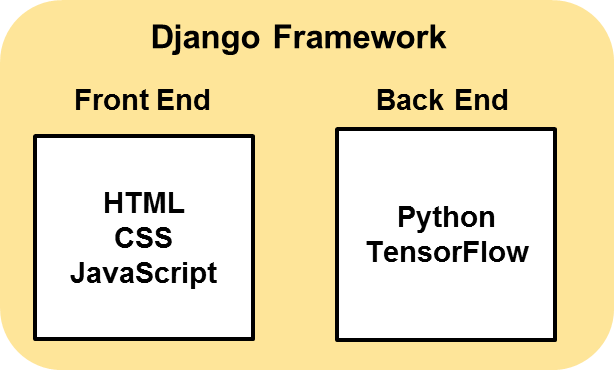 Django Framework
Front End
Back End
HTML
CSS
JavaScript
Python
TensorFlow